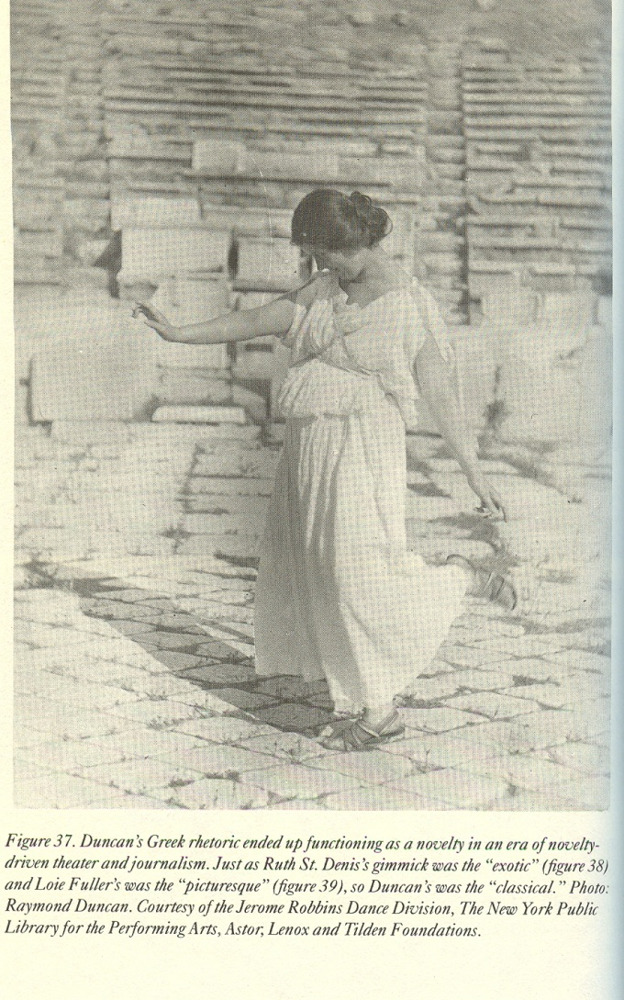 Figure 37. Duncan's Greek rhetoric ended up functioning as a novelty in an era of novelty-
driven theater and journalism. Just as Ruth St. Denis's gimmick was the "exotic" (figure 38)
and Loie Fuller's was the "picturesque" (figure 39), so Duncan's was the "classical." Photo:
Raymond Duncan. Courtesy of the Jerome Robbins Dance Division, The New York Public
Library for the Performing Arts, Astor, Lenox and Tilden Foundations.